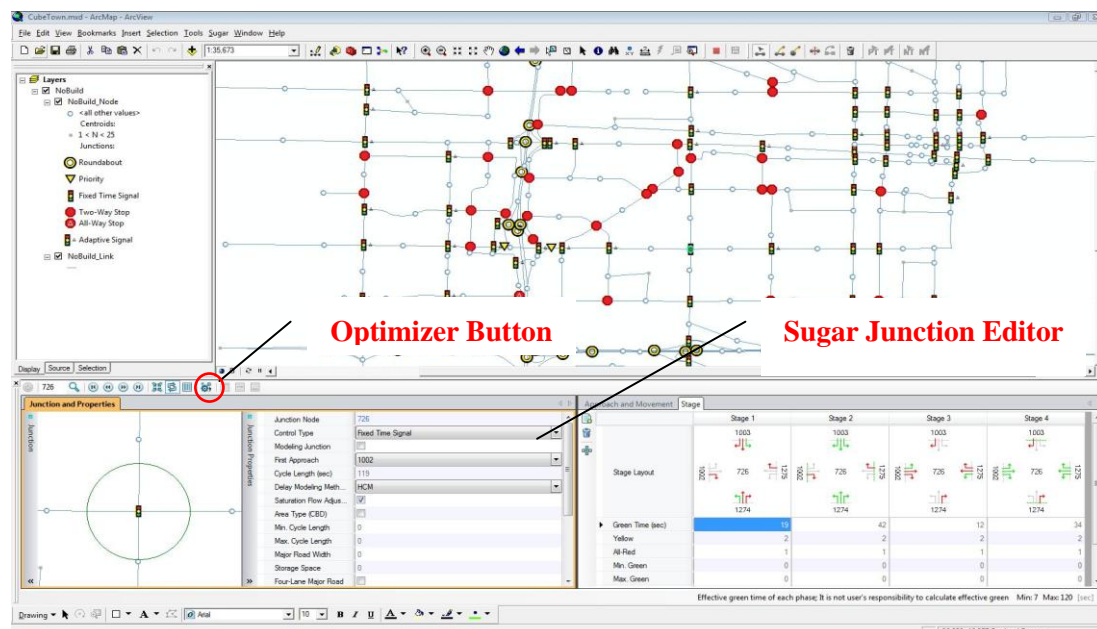 CubeTown.mxd - ArcMap - ArcView
File Edit View Bookmarks Insert Selection Tools Sugar Window Help
1:35,673
Layers
NoBuild
NoBuild_Node
<all other values>
Centroids:
1 < N < 25
Junctions:
Roundabout
Priority
Fixed Time Signal
Two-Way Stop
All-Way Stop
Adaptive Signal
NoBuild_Link
Optimizer Button
Sugar Junction Editor
Display Source Selection
726
Junction and Properties
Junction
Junction Properties
Junction Node 726
Control Type Fixed Time Signal
Modeling Junction
First Approach 1002
Cycle Length (sec) 119
Delay Modeling Meth... HCM
Saturation Flow Adjus...
Area Type (CBD)
Min. Cycle Length 0
Max. Cycle Length 0
Major Road Width 0
Storage Space 0
Four-Lane Major Road
Approach and Movement Stage
Stage 1 Stage 2 Stage 3 Stage 4
1003 1003 1003 1003
Stage Layout 1002 726 1275 1002 726 1275 1002 726 1275 1002 726 1275
1274 1274 1274 1274
Green Time (sec) 19 42 12 34
Yellow 2 2 2 2
All-Red 1 1 1 1
Min. Green 0 0 0 0
Max. Green 0 0 0 0
Effective green time of each phase; It is not user's responsibility to calculate effective green Min: 7 Max: 120 [sec]
Drawing A Arial 10 B I U A